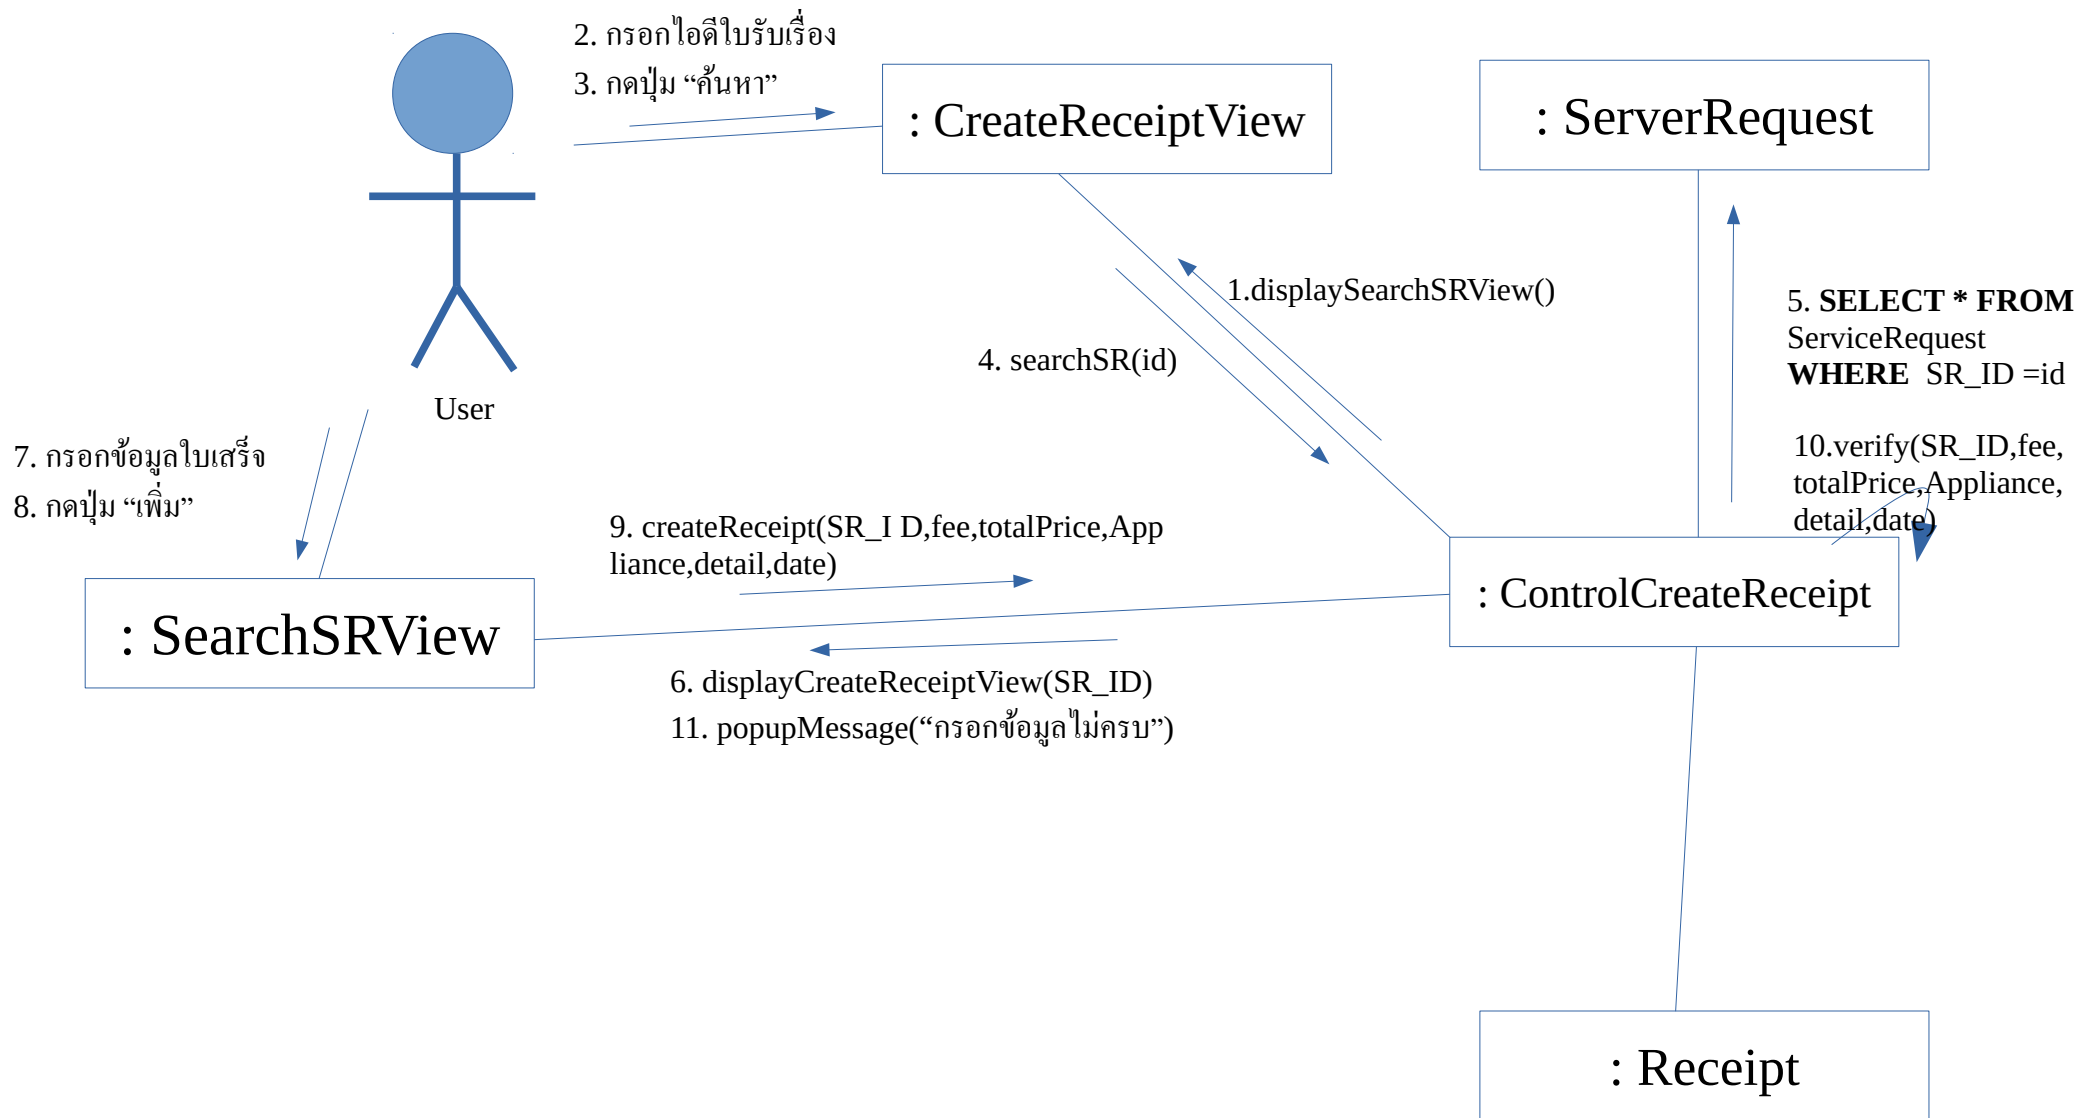 2. กรอกไอดีใบรับเรื่อง
3. กดปุ่ม “ค้นหา”
: CreateReceiptView
: ServerRequest
1.displaySearchSRView()
4. searchSR(id)
5. SELECT * FROM
ServiceRequest
WHERE  SR_ID =id
User
7. กรอกข้อมูลใบเสร็จ
8. กดปุ่ม “เพิ่ม”
10.verify(SR_ID,fee,
totalPrice,Appliance,
detail,date)
9. createReceipt(SR_I D,fee,totalPrice,App
liance,detail,date)
: SearchSRView
: ControlCreateReceipt
6. displayCreateReceiptView(SR_ID)
11. popupMessage(“กรอกข้อมูลไม่ครบ”)
: Receipt